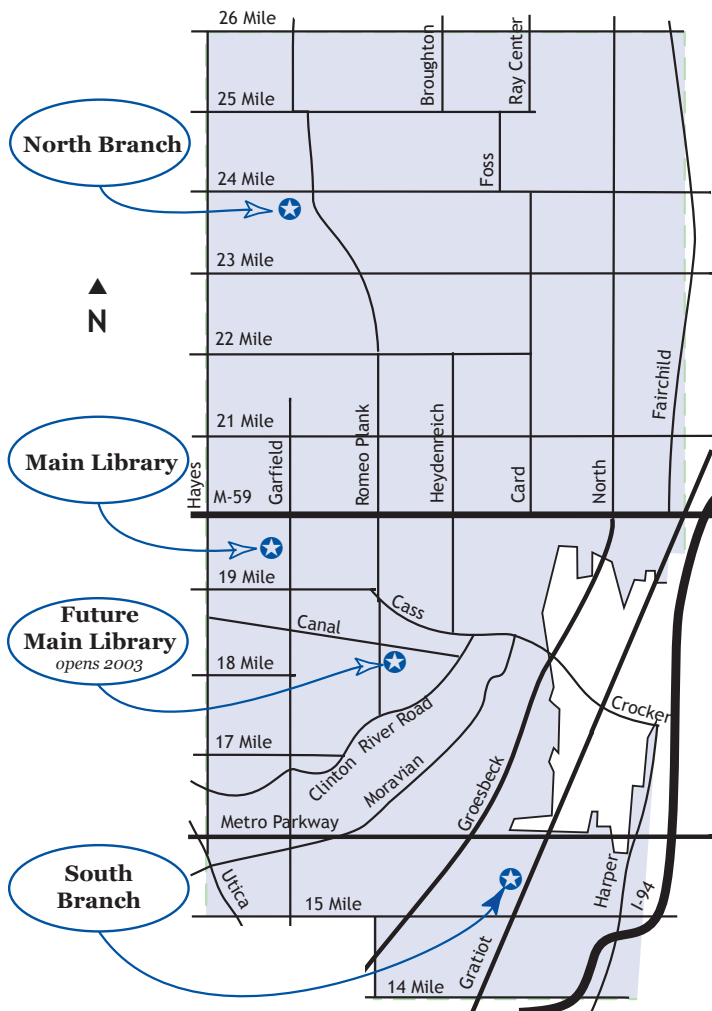 26 Mile
Broughton
Ray Center
25 Mile
North Branch
Foss
24 Mile
23 Mile
N
22 Mile
Fairchild
21 Mile
Main Library
Hayes
Garfield
Romeo Plank
Heydenreich
Card
North
M-59
19 Mile
Cass
Future
Main Library
opens 2003
Canal
18 Mile
Crocker
Clinton River Road
17 Mile
Moravian
Groesbeck
Metro Parkway
South
Branch
Utica
Harper
I-94
15 Mile
Gratiot
14 Mile